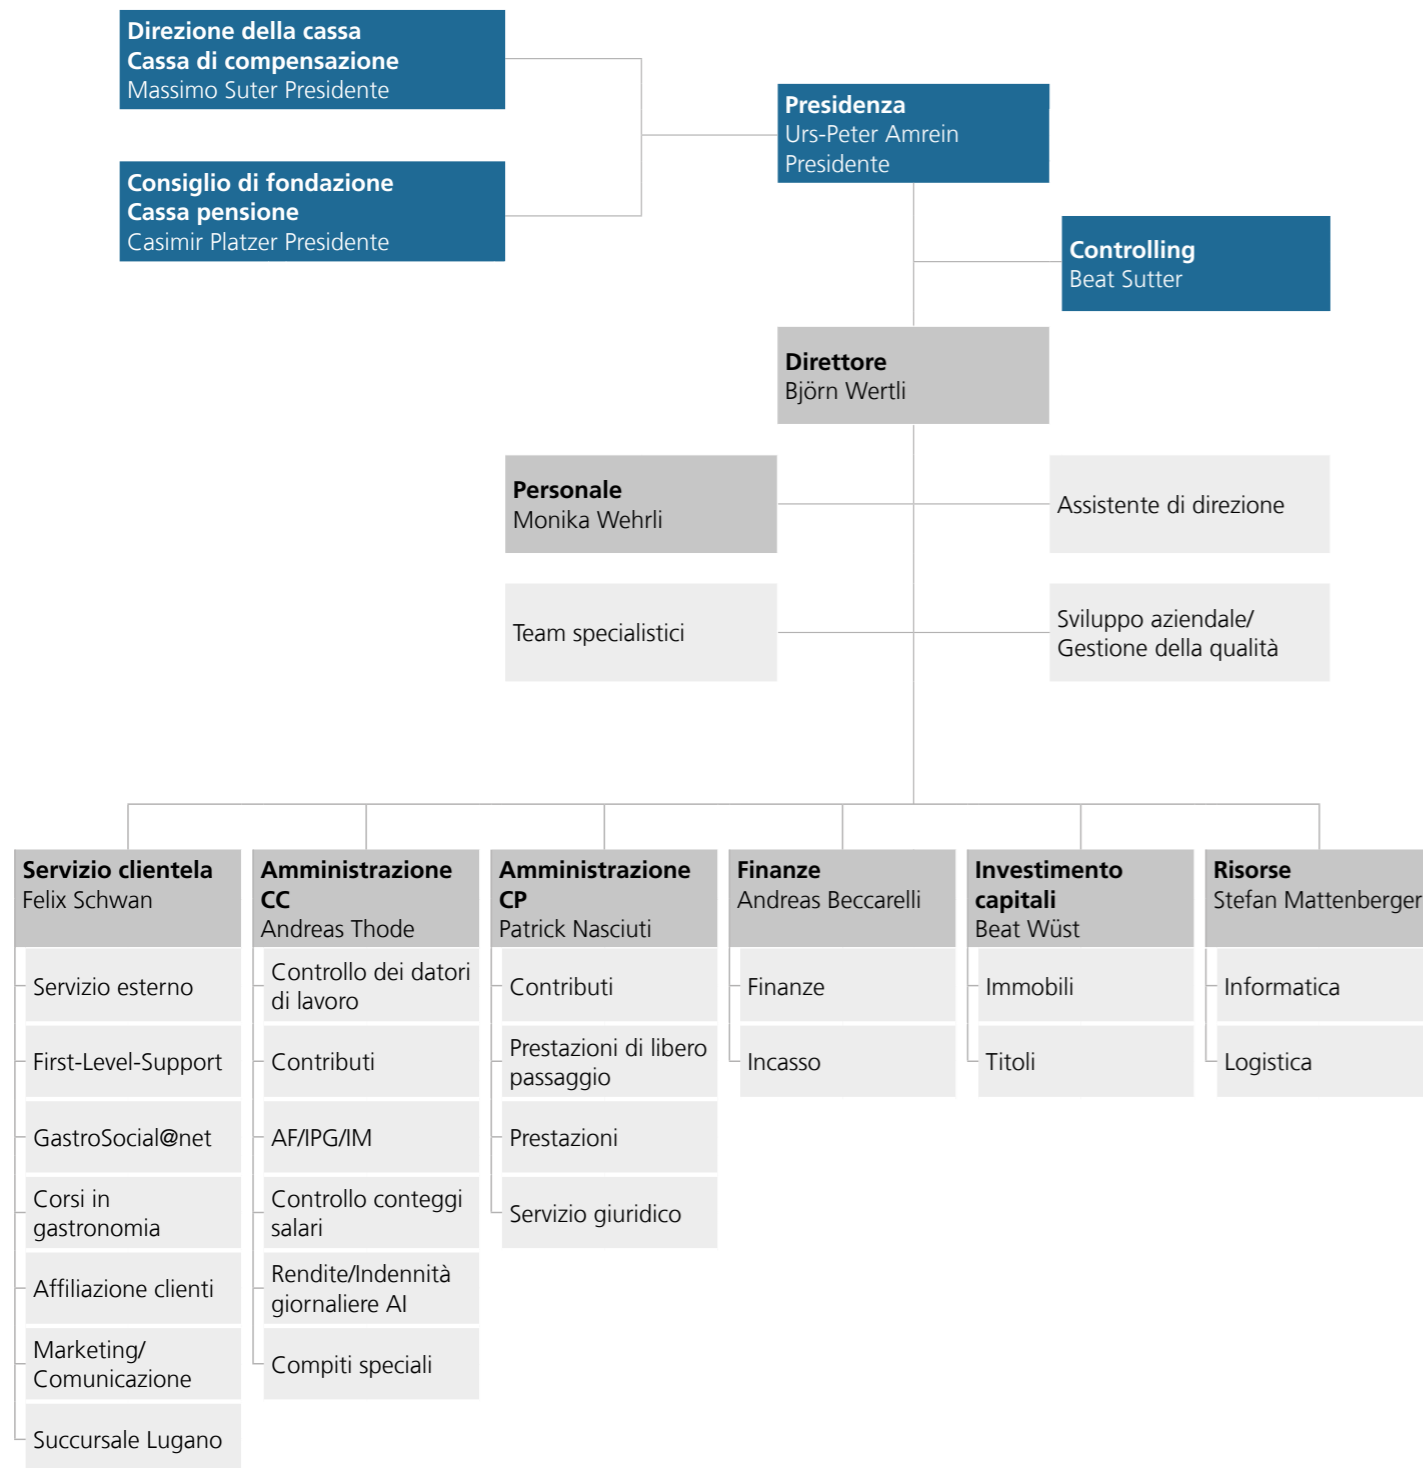 Direzione della cassa
Cassa di compensazione
Massimo Suter Presidente
Presidenza
Urs-Peter Amrein
Presidente
Consiglio di fondazione
Cassa pensione
Casimir Platzer Presidente
Controlling
Beat Sutter
Direttore
Björn Wertli
Personale
Monika Wehrli
Assistente di direzione
Team specialistici
Sviluppo aziendale/
Gestione della qualità
Servizio clientela
Felix Schwan
Servizio esterno
First-Level-Support
GastroSocial@net
Corsi in
gastronomia
Affiliazione clienti
Marketing/
Comunicazione
Succursale Lugano
Amministrazione
CC
Andreas Thode
Controllo dei datori
di lavoro
Contributi
AF/IPG/IM
Controllo conteggi
salari
Rendite/Indennità
giornaliere AI
Compiti speciali
Amministrazione
CP
Patrick Nasciuti
Contributi
Prestazioni di libero
passaggio
Prestazioni
Servizio giuridico
Finanze
Andreas Beccarelli
Finanze
Incasso
Investimento
capitali
Beat Wüst
Immobili
Titoli
Risorse
Stefan Mattenberger
Informatica
Logistica